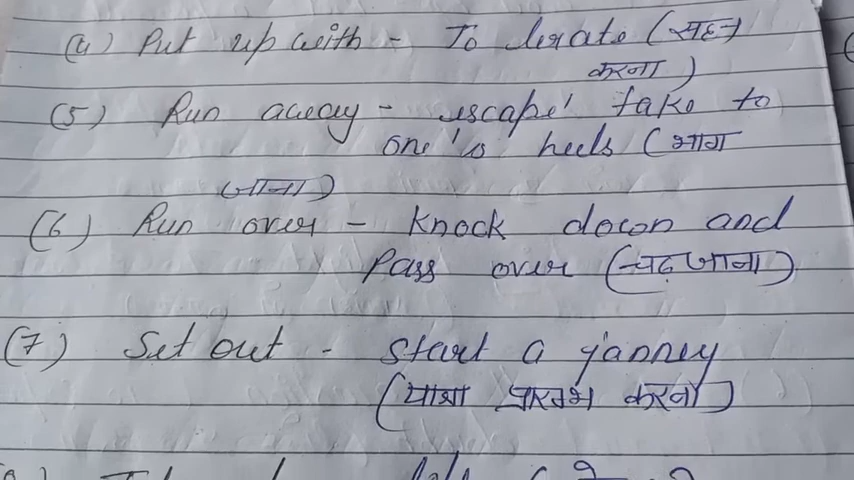 (4) Put up with - To lerate (सहन
करना)
(5) Run away - escape' take to
one's heels (भाग
जाना)
(6) Run over - Knock down and
Pass over (चढ़ जाना)
(7) Set out - Start a janney
(यात्रा प्रारम्भ करना)